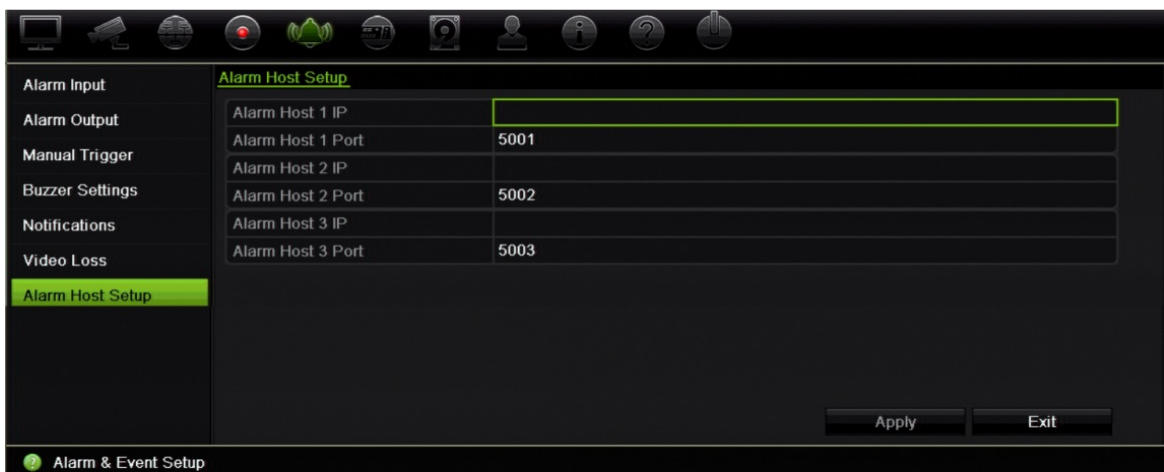 Alarm Input
Alarm Output
Manual Trigger
Buzzer Settings
Notifications
Video Loss
Alarm Host Setup
Alarm Host Setup
Alarm Host 1 IP
Alarm Host 1 Port 5001
Alarm Host 2 IP
Alarm Host 2 Port 5002
Alarm Host 3 IP
Alarm Host 3 Port 5003
Apply Exit
? Alarm & Event Setup